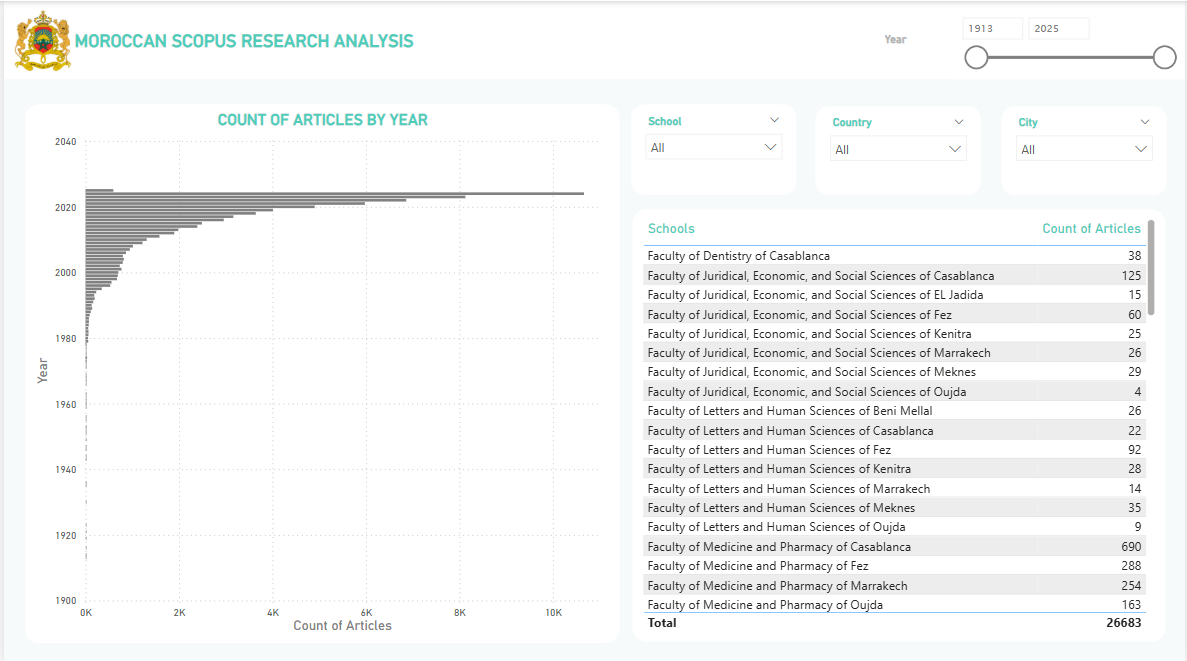 MOROCCAN SCOPUS RESEARCH ANALYSIS
Year
1913 2025
COUNT OF ARTICLES BY YEAR
2040
2020
2000
1980
1960
1940
1920
1900
Year
0K 2K 4K 6K 8K 10K
Count of Articles
School
All
Country
All
City
All
Schools Count of Articles
Faculty of Dentistry of Casablanca 38
Faculty of Juridical, Economic, and Social Sciences of Casablanca 125
Faculty of Juridical, Economic, and Social Sciences of EL Jadida 15
Faculty of Juridical, Economic, and Social Sciences of Fez 60
Faculty of Juridical, Economic, and Social Sciences of Kenitra 25
Faculty of Juridical, Economic, and Social Sciences of Marrakech 26
Faculty of Juridical, Economic, and Social Sciences of Meknes 29
Faculty of Juridical, Economic, and Social Sciences of Oujda 4
Faculty of Letters and Human Sciences of Beni Mellal 26
Faculty of Letters and Human Sciences of Casablanca 22
Faculty of Letters and Human Sciences of Fez 92
Faculty of Letters and Human Sciences of Kenitra 28
Faculty of Letters and Human Sciences of Marrakech 14
Faculty of Letters and Human Sciences of Meknes 35
Faculty of Letters and Human Sciences of Oujda 9
Faculty of Medicine and Pharmacy of Casablanca 690
Faculty of Medicine and Pharmacy of Fez 288
Faculty of Medicine and Pharmacy of Marrakech 254
Faculty of Medicine and Pharmacy of Oujda 163
Total 26683